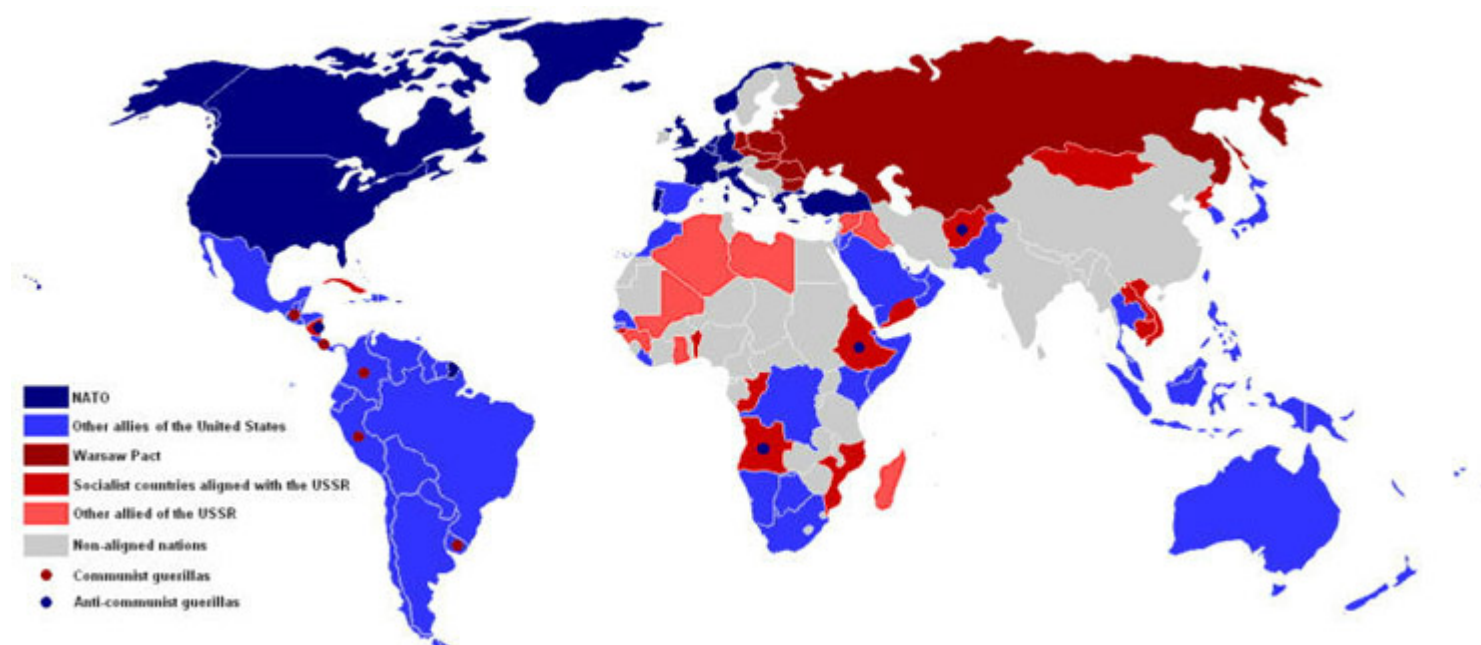 NATO
Other allies of the United States
Warsaw Pact
Socialist countries aligned with the USSR
Other allied of the USSR
Non-aligned nations
Communist guerillas
Anti-communist guerillas